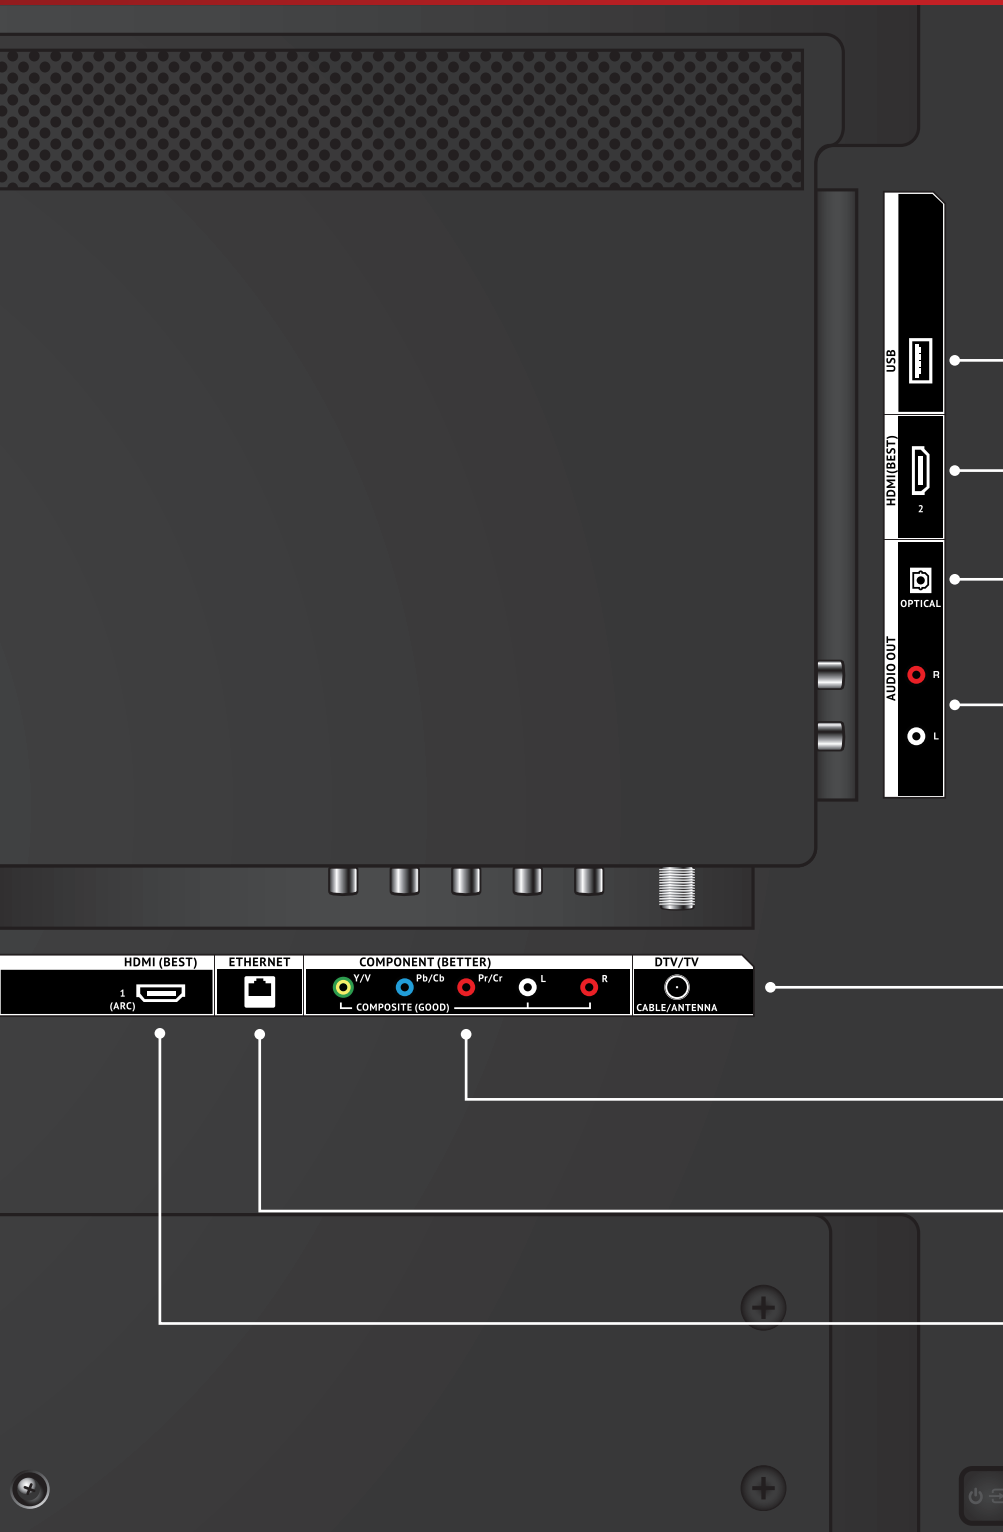 USB
HDMI(BEST)
2
OPTICAL
AUDIO OUT
R
L
HDMI (BEST)
ETHERNET
COMPONENT (BETTER)
DTV/TV
1
(ARC)
Y/V
Pb/Cb
Pr/Cr
L
R
COMPOSITE (GOOD)
CABLE/ANTENNA